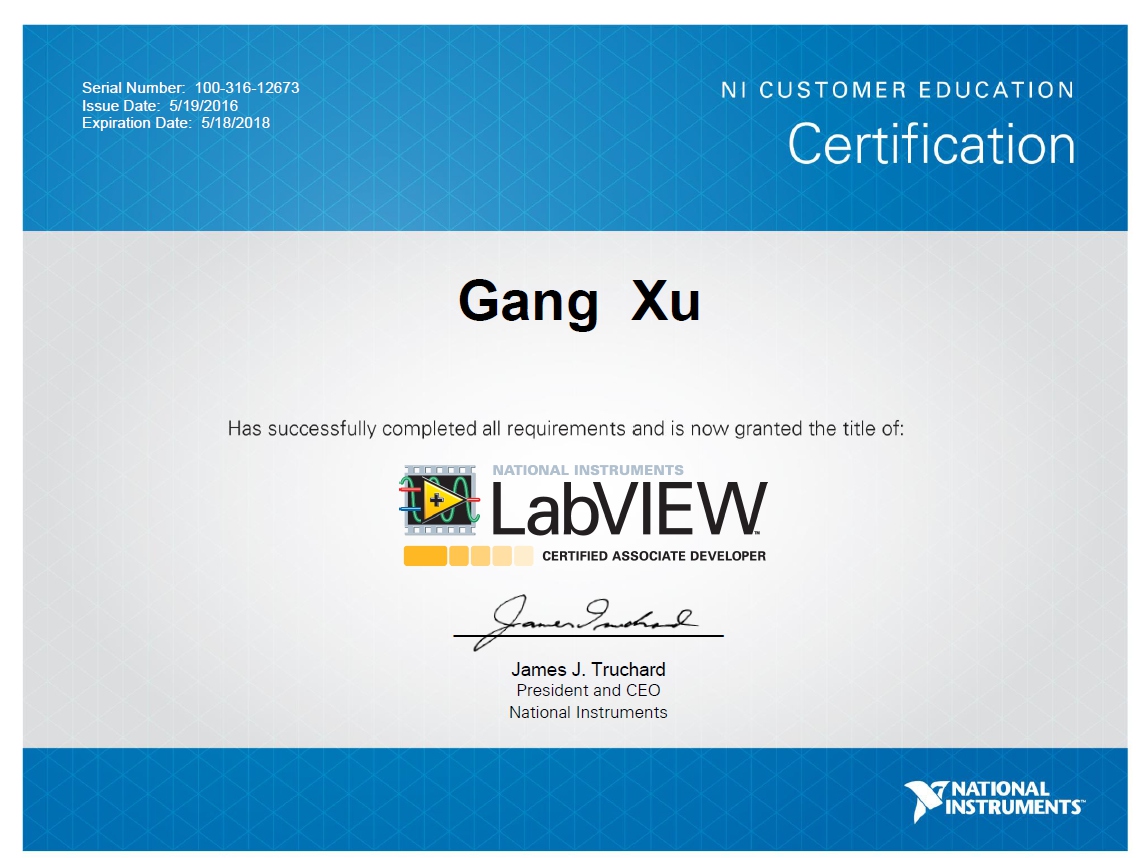 Serial Number: 100-316-12673
Issue Date: 5/19/2016
Expiration Date: 5/18/2018
NI CUSTOMER EDUCATION
Certification
Gang Xu
Has successfully completed all requirements and is now granted the title of:
NATIONAL INSTRUMENTS
LabVIEW™
CERTIFIED ASSOCIATE DEVELOPER
James Truchard
James J. Truchard
President and CEO
National Instruments
NATIONAL
INSTRUMENTS™